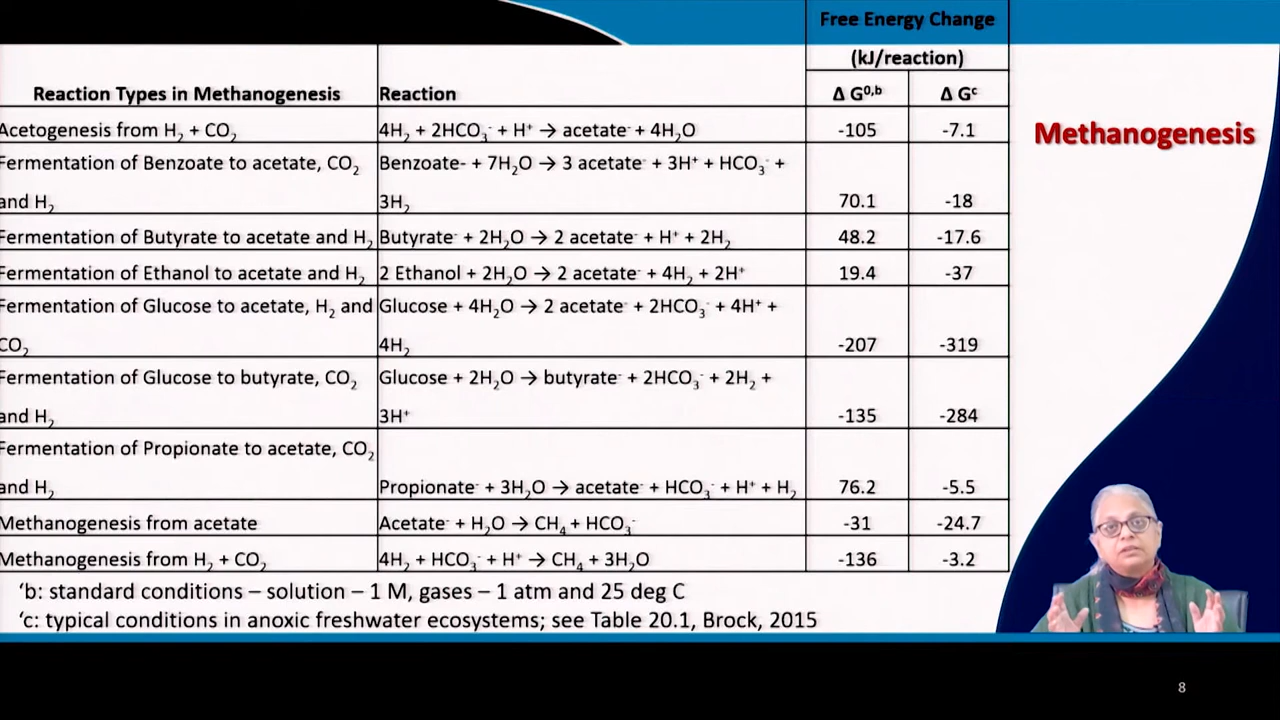 Free Energy Change
(kJ/reaction)
Reaction Types in Methanogenesis Reaction Δ G⁰,ᵇ Δ Gᶜ
Methanogenesis
Acetogenesis from H₂ + CO₂ 4H₂ + 2HCO₃⁻ + H⁺ → acetate⁻ + 4H₂O -105 -7.1
Fermentation of Benzoate to acetate, CO₂ Benzoate- + 7H₂O → 3 acetate⁻ + 3H⁺ + HCO₃⁻ +
and H₂ 3H₂ 70.1 -18
Fermentation of Butyrate to acetate and H₂ Butyrate⁻ + 2H₂O → 2 acetate⁻ + H⁺ + 2H₂ 48.2 -17.6
Fermentation of Ethanol to acetate and H₂ 2 Ethanol + 2H₂O → 2 acetate⁻ + 4H₂ + 2H⁺ 19.4 -37
Fermentation of Glucose to acetate, H₂ and Glucose + 4H₂O → 2 acetate⁻ + 2HCO₃⁻ + 4H⁺ +
CO₂ 4H₂ -207 -319
Fermentation of Glucose to butyrate, CO₂ Glucose + 2H₂O → butyrate⁻ + 2HCO₃⁻ + 2H₂ +
and H₂ 3H⁺ -135 -284
Fermentation of Propionate to acetate, CO₂
and H₂ Propionate⁻ + 3H₂O → acetate⁻ + HCO₃⁻ + H⁺ + H₂ 76.2 -5.5
Methanogenesis from acetate Acetate⁻ + H₂O → CH₄ + HCO₃⁻ -31 -24.7
Methanogenesis from H₂ + CO₂ 4H₂ + HCO₃⁻ + H⁺ → CH₄ + 3H₂O -136 -3.2
‘b: standard conditions – solution – 1 M, gases – 1 atm and 25 deg C
‘c: typical conditions in anoxic freshwater ecosystems; see Table 20.1, Brock, 2015
8